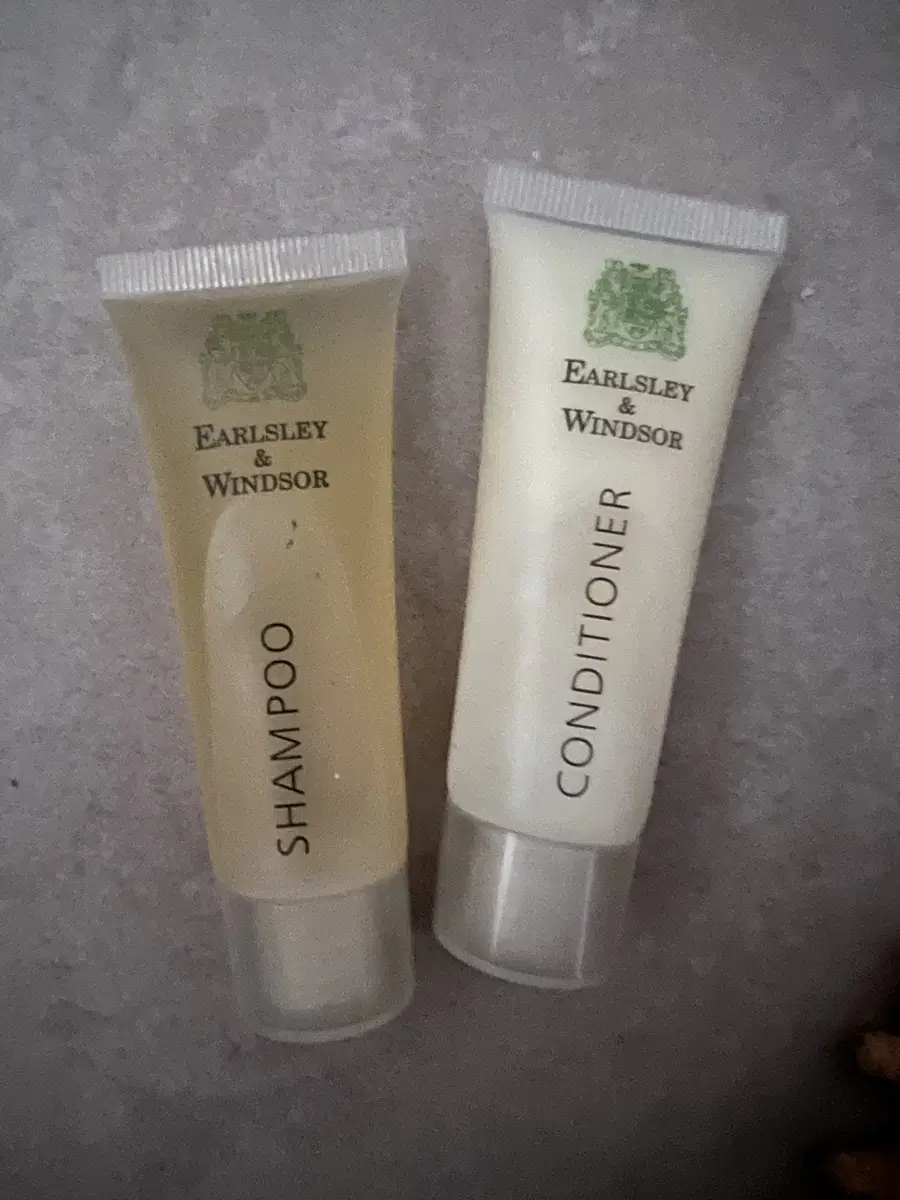 EARLSLEY
&
WINDSOR
SHAMPOO
EARLSLEY
&
WINDSOR
CONDITIONER